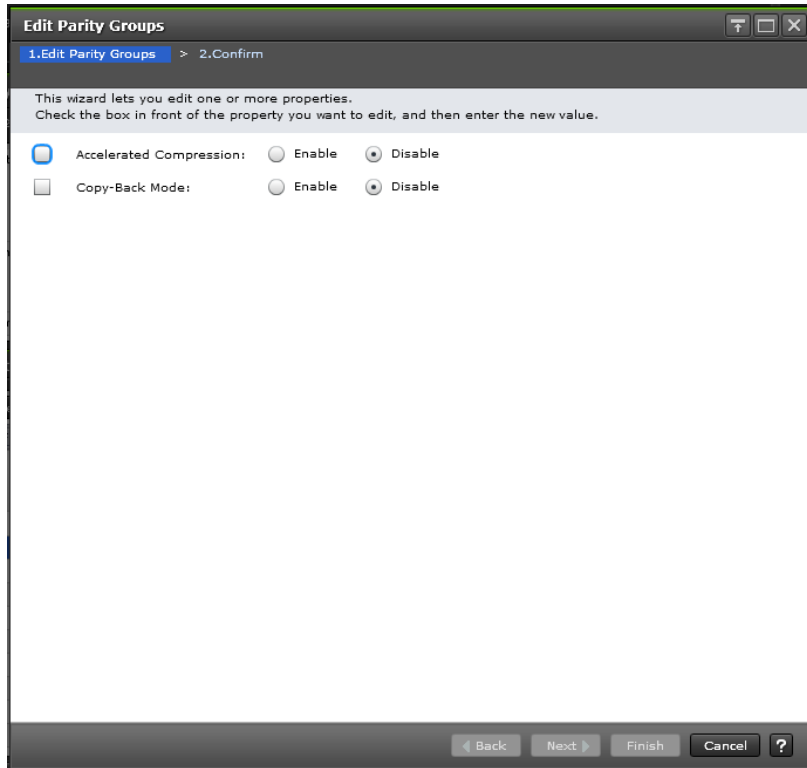 Edit Parity Groups
1.Edit Parity Groups > 2.Confirm
This wizard lets you edit one or more properties.
Check the box in front of the property you want to edit, and then enter the new value.
Accelerated Compression: Enable Disable
Copy-Back Mode: Enable Disable
Back Next Finish Cancel ?